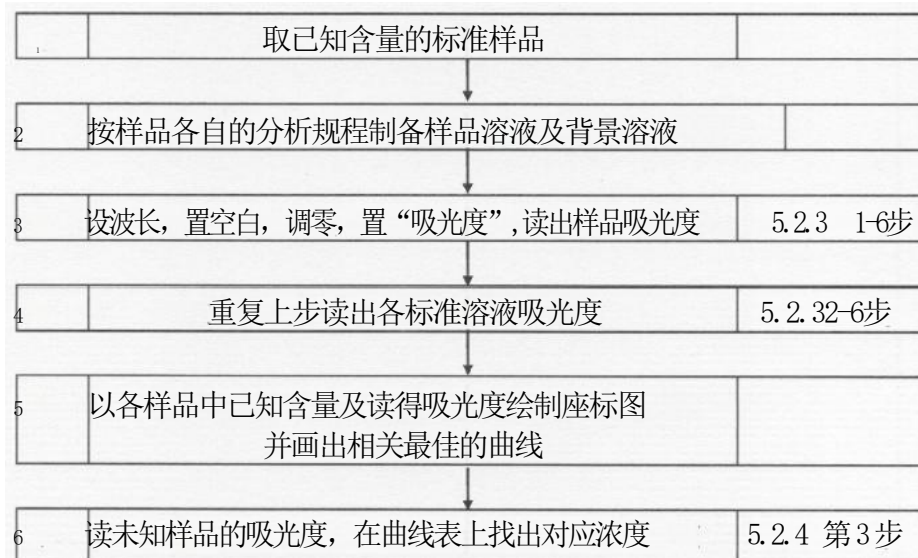 1 取已知含量的标准样品
2 按样品各自的分析规程制备样品溶液及背景溶液
3 设波长，置空白，调零，置“吸光度”,读出样品吸光度 5.2.3 1-6步
4 重复上步读出各标准溶液吸光度 5.2.32-6步
5 以各样品中已知含量及读得吸光度绘制座标图
并画出相关最佳的曲线
6 读未知样品的吸光度，在曲线表上找出对应浓度 5.2.4 第3步